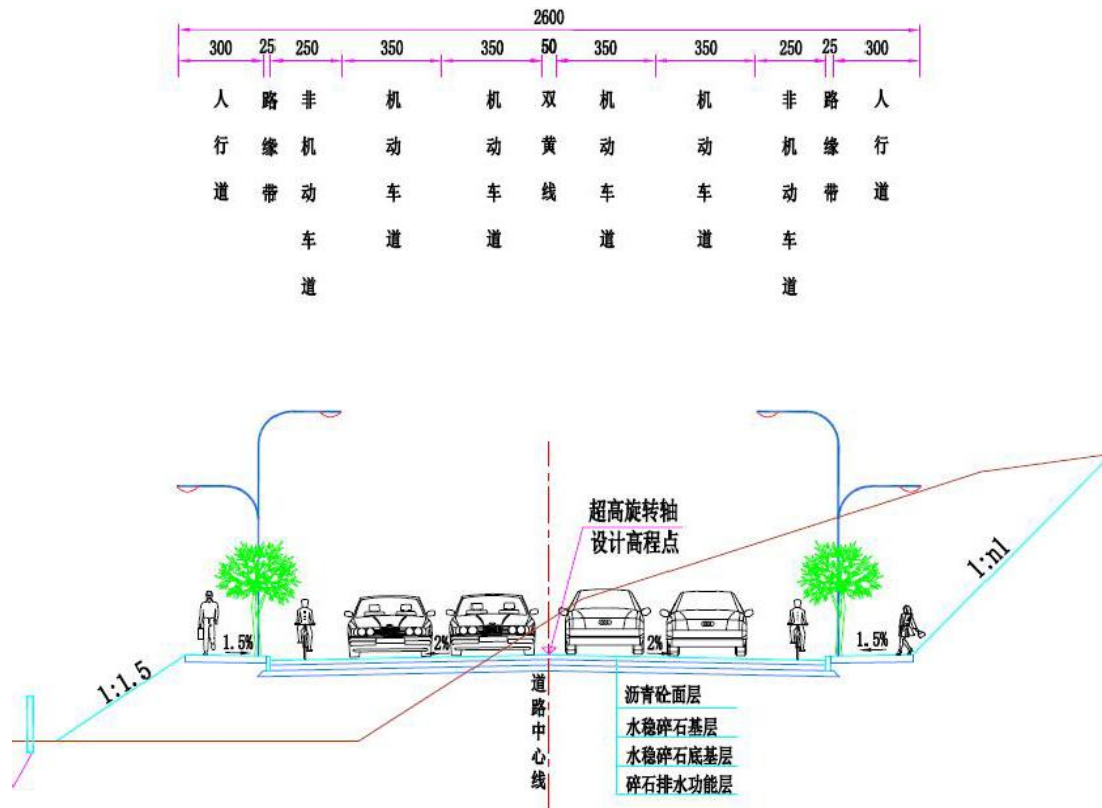 2600
300 25 250 350 350 50 350 350 250 25 300
人行道
路缘带
非机动车道
机动车道
机动车道
双黄线
机动车道
机动车道
非机动车道
路缘带
人行道
超高旋转轴
设计高程点
1:n1
1.5% 2% 2% 1.5%
1:1.5
道路中心线
沥青砼面层
水稳碎石基层
水稳碎石底基层
碎石排水功能层